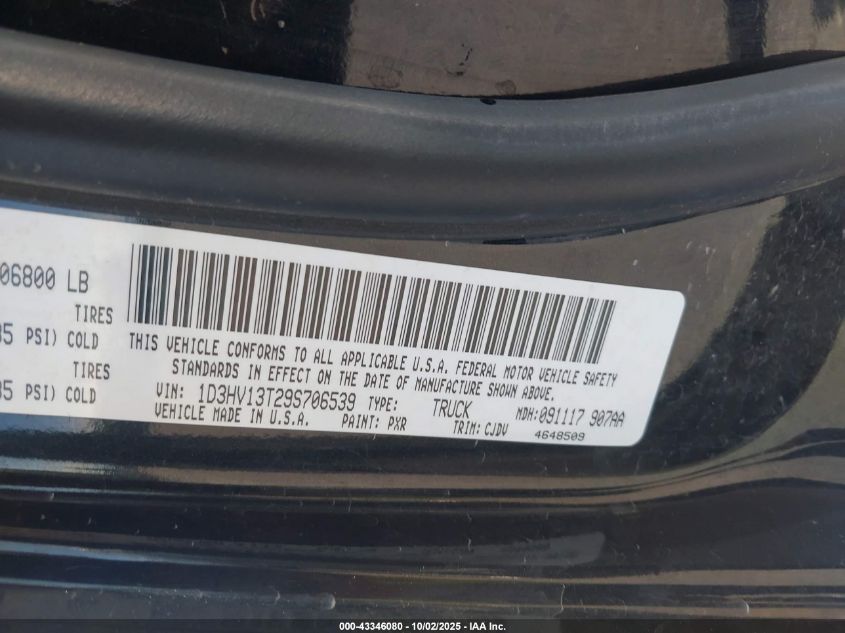 06800 LB
TIRES
35 PSI) COLD
TIRES
35 PSI) COLD
THIS VEHICLE CONFORMS TO ALL APPLICABLE U.S.A. FEDERAL MOTOR VEHICLE SAFETY
STANDARDS IN EFFECT ON THE DATE OF MANUFACTURE SHOWN ABOVE.
VIN: 1D3HV13T29S706539 TYPE: TRUCK MDH: 091117 907AA
VEHICLE MADE IN U.S.A. PAINT: PXR TRIM: CJDV 4648509
000-43346080 - 10/02/2025 - IAA Inc.